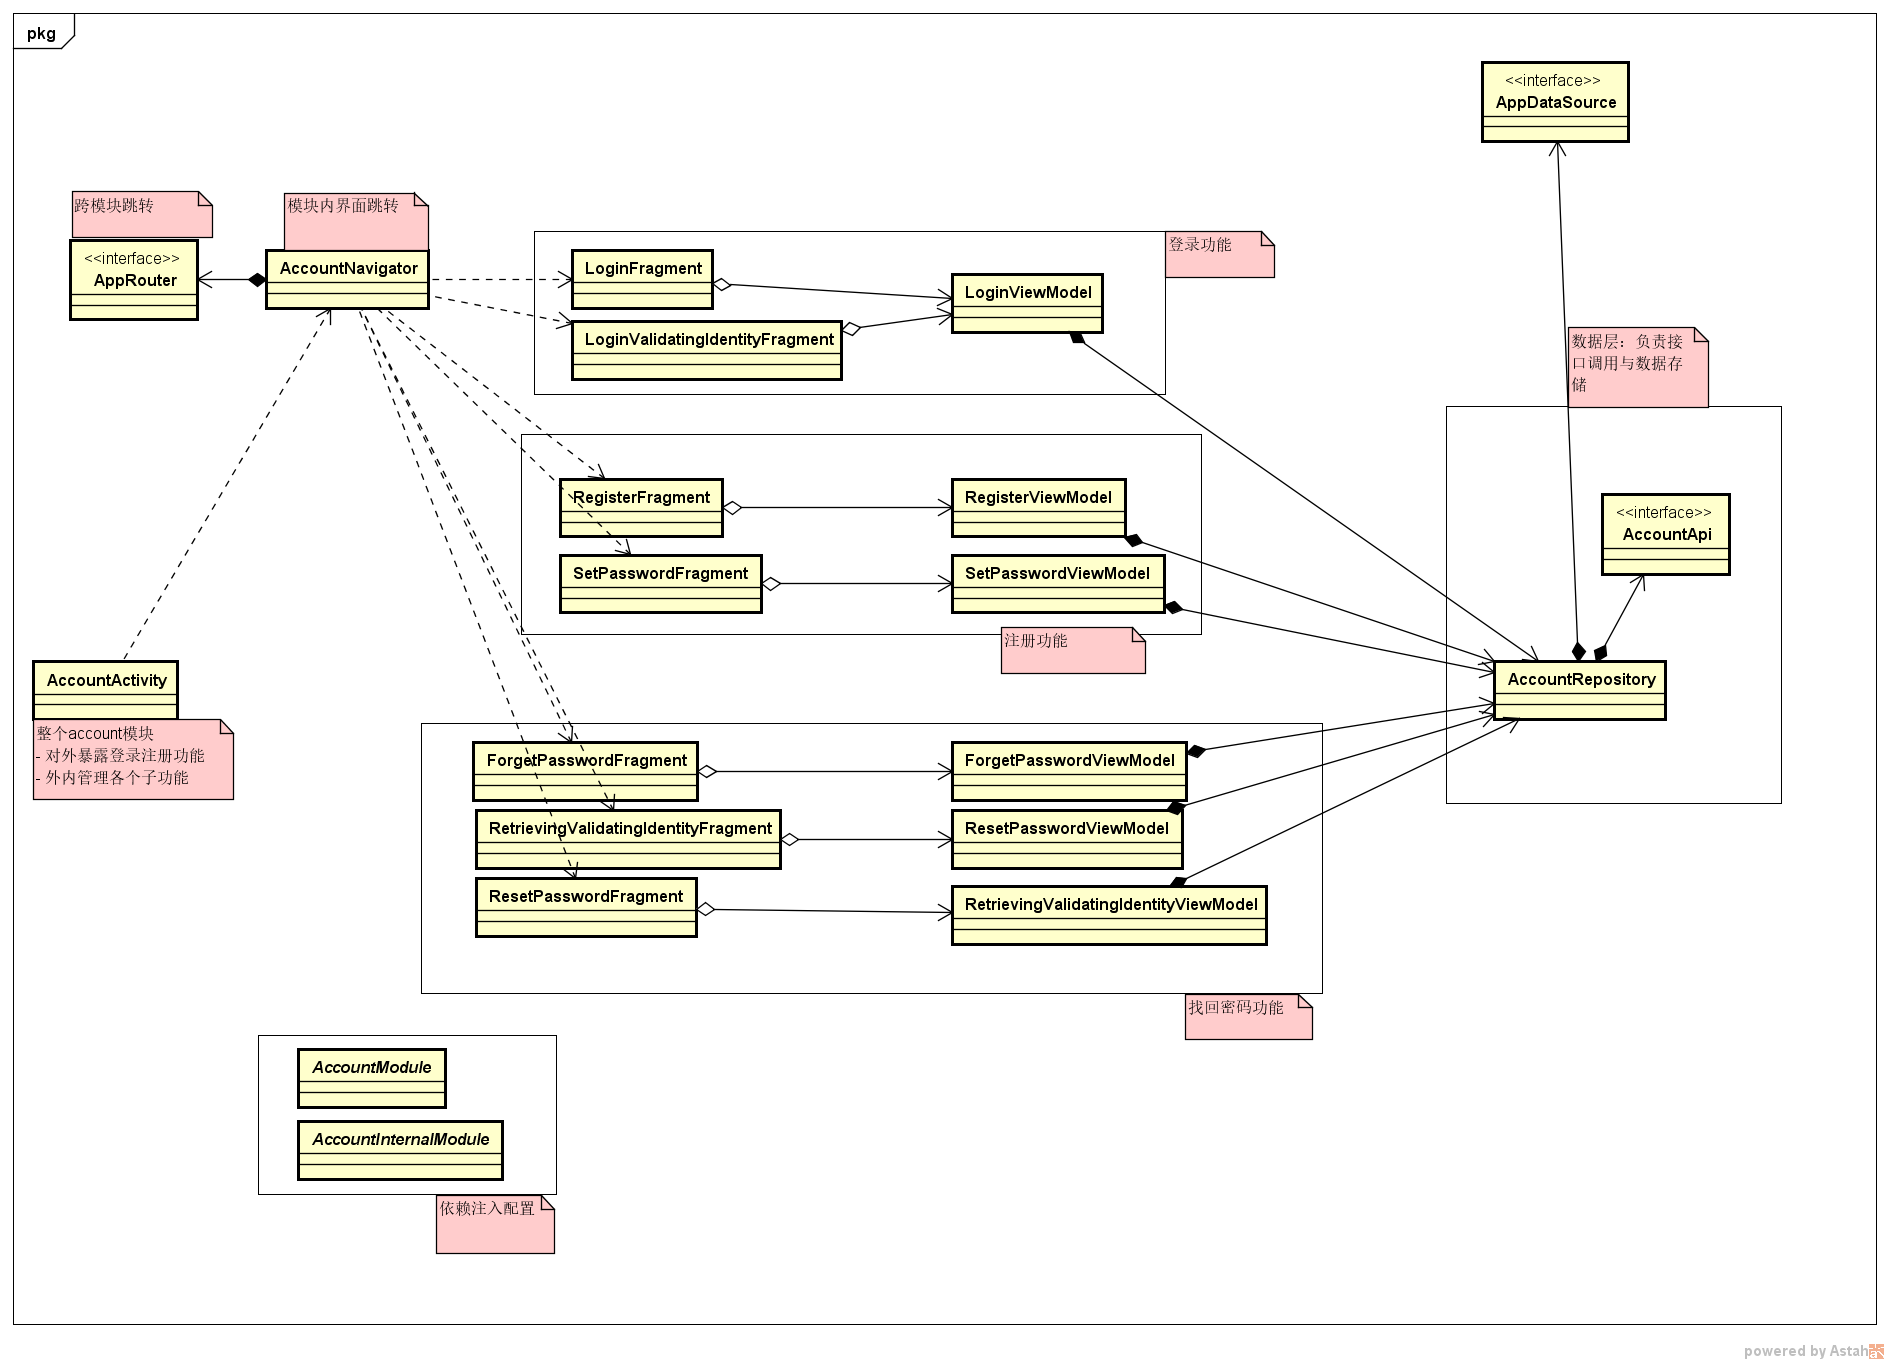 pkg
<<interface>>
AppDataSource
跨模块跳转
模块内界面跳转
<<interface>>
AppRouter
AccountNavigator
登录功能
LoginFragment
LoginViewModel
LoginValidatingIdentityFragment
数据层：负责接
口调用与数据存
储
RegisterFragment
RegisterViewModel
<<interface>>
AccountApi
SetPasswordFragment
SetPasswordViewModel
注册功能
AccountActivity
AccountRepository
整个account模块
- 对外暴露登录注册功能
- 外内管理各个子功能
ForgetPasswordFragment
ForgetPasswordViewModel
RetrievingValidatingIdentityFragment
ResetPasswordViewModel
ResetPasswordFragment
RetrievingValidatingIdentityViewModel
找回密码功能
AccountModule
AccountInternalModule
依赖注入配置
powered by Astah